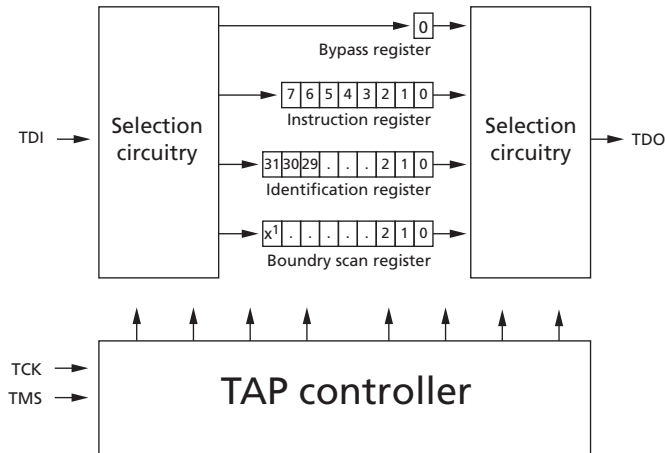 0
Bypass register
7 6 5 4 3 2 1 0
Instruction register
TDI
Selection
circuitry
Selection
circuitry
TDO
31 30 29 . . . 2 1 0
Identification register
x1 . . . . . 2 1 0
Boundry scan register
TCK
TMS
TAP controller